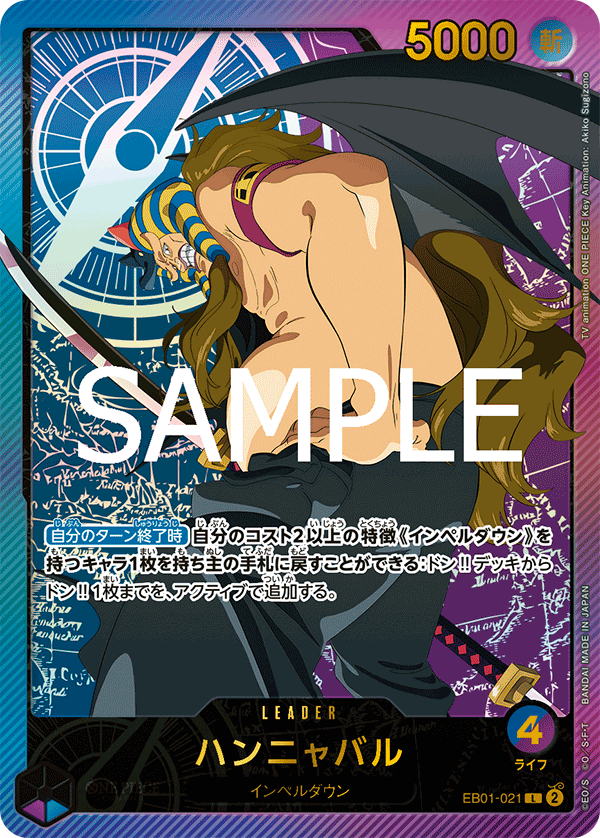 5000 斬
TV animation ONE PIECE Key Animation: Akiko Sugizono
SAMPLE
自分のターン終了時 自分のコスト2以上の特徴《インペルダウン》を
持つキャラ1枚を持ち主の手札に戻すことができる:ドン!!デッキから
ドン!!1枚までを、アクティブで追加する。
LEADER
ハンニャバル
インペルダウン
4
ライフ
ONE PIECE
EB01-021 L 2
©E.O/S ©O, S・F・T BANDAI MADE IN JAPAN